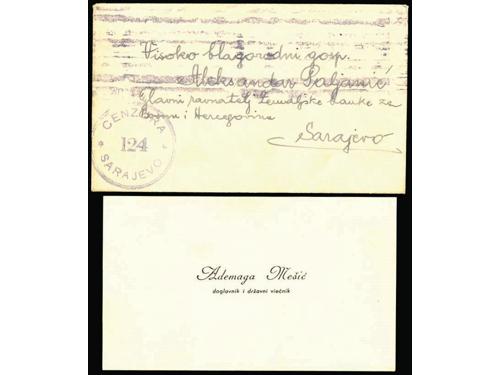 Visoko blagorodni gosp.
Aleksandar Poljanić
Glavni ravnatelj Zemaljske banke za
Bosnu i Hercegovinu
Sarajevo
CENZURA
124
SARAJEVO
Ademaga Mešić
doglavnik i državni viećnik